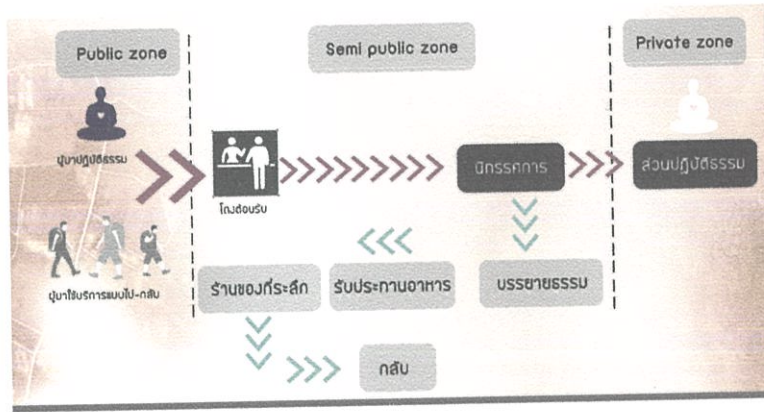 Public zone
Semi public zone
Private zone
ผู้มาปฏิบัติธรรม
โถงต้อนรับ
นิทรรศการ
ส่วนปฏิบัติธรรม
ผู้มาใช้บริการแบบไป-กลับ
ร้านของที่ระลึก
รับประทานอาหาร
บรรยายธรรม
กลับ